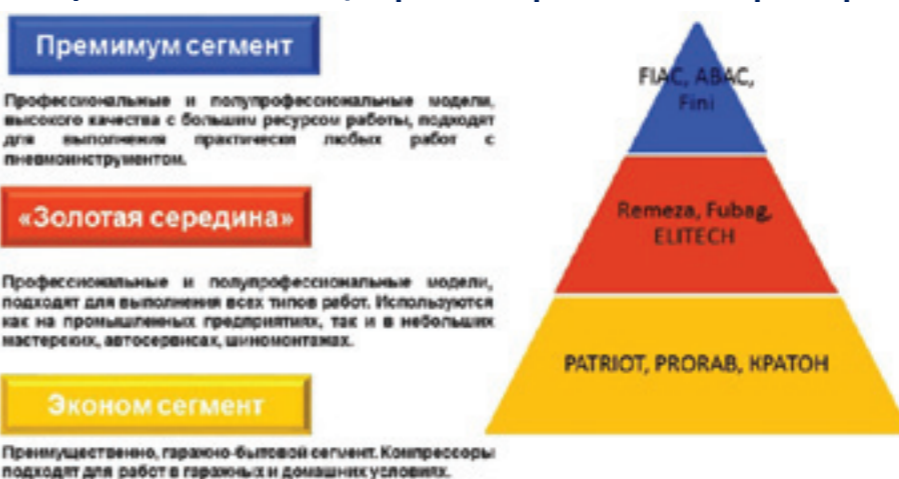 Премимум сегмент
Профессиональные и полупрофессиональные модели,
высокого качества с большим ресурсом работы, подходят
для выполнения практически любых работ с
пневмоинструментом.
«Золотая середина»
Профессиональные и полупрофессиональные модели,
подходят для выполнения всех типов работ. Используются
как на промышленных предприятиях, так и в небольших
мастерских, автосервисах, шиномонтажах.
Эконом сегмент
Преимущественно, гаражно-бытовой сегмент. Компрессоры
подходят для работ в гаражных и домашних условиях.
FIAC, ABAC,
Fini
Remeza, Fubag,
ELITECH
PATRIOT, PRORAB, КРАТОН